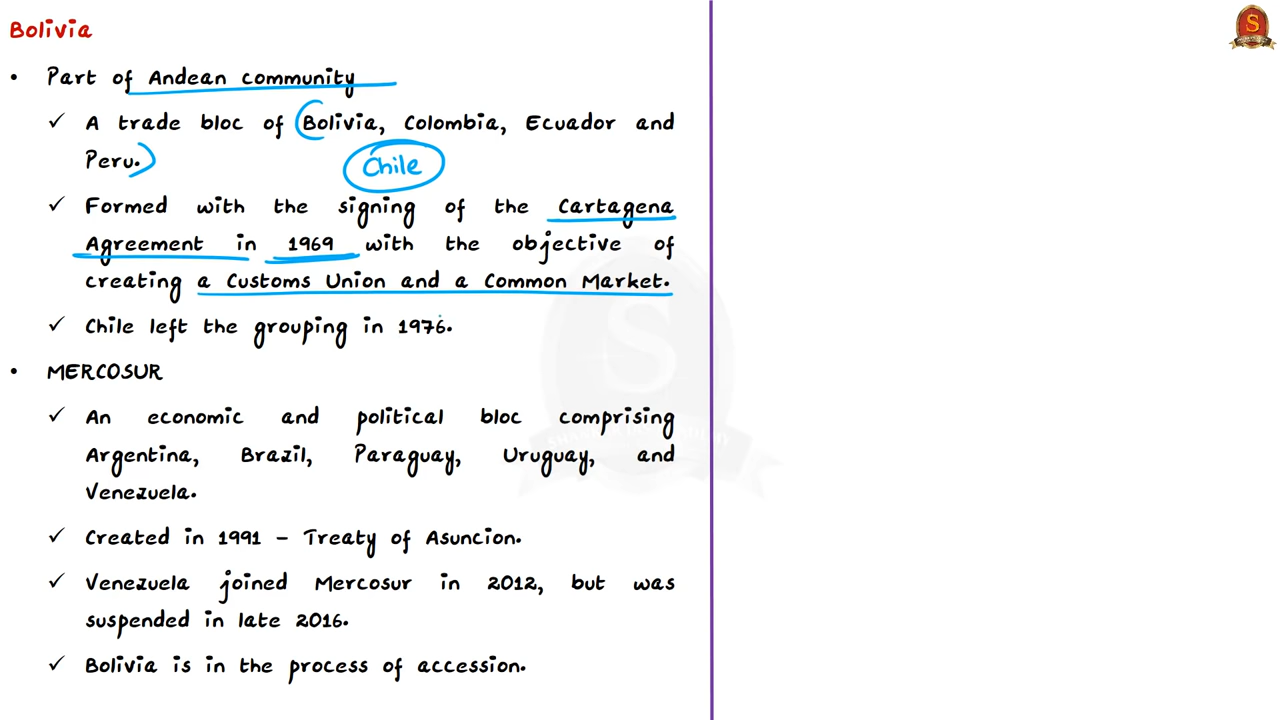 Bolivia
• Part of Andean community
✓ A trade bloc of (Bolivia, Colombia, Ecuador and
Peru.)
Chile
✓ Formed with the signing of the Cartagena
Agreement in 1969 with the objective of
creating a Customs Union and a Common Market.
✓ Chile left the grouping in 1976.
• MERCOSUR
✓ An economic and political bloc comprising
Argentina, Brazil, Paraguay, Uruguay, and
Venezuela.
✓ Created in 1991 – Treaty of Asuncion.
✓ Venezuela joined Mercosur in 2012, but was
suspended in late 2016.
✓ Bolivia is in the process of accession.
S
S